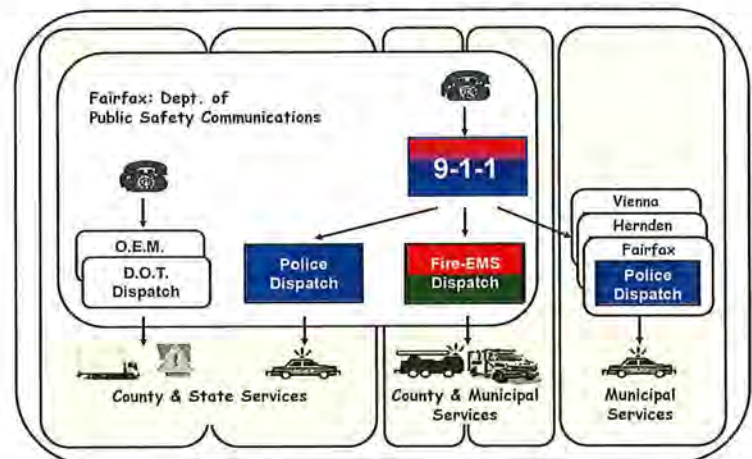 Fairfax: Dept. of
Public Safety Communications
9-1-1
O.E.M.
D.O.T.
Dispatch
Police
Dispatch
Fire-EMS
Dispatch
Vienna
Hernden
Fairfax
Police
Dispatch
County & State Services
County & Municipal
Services
Municipal
Services